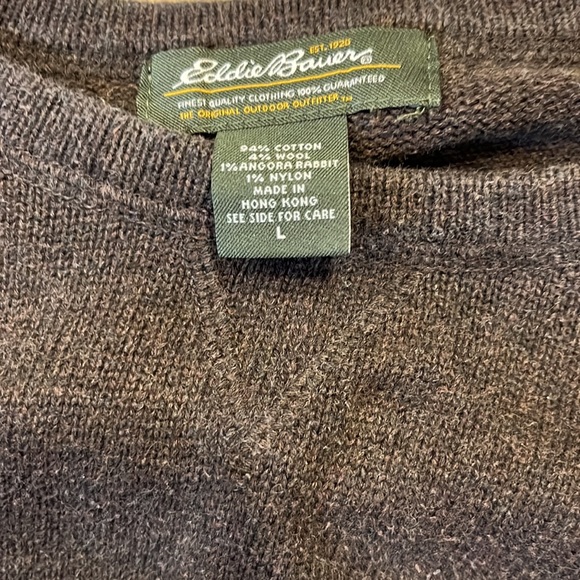 EST. 1920
Eddie Bauer®
FINEST QUALITY CLOTHING 100% GUARANTEED
THE ORIGINAL OUTDOOR OUTFITTER™
94% COTTON
4% WOOL
1% ANGORA RABBIT
1% NYLON
MADE IN
HONG KONG
SEE SIDE FOR CARE
L